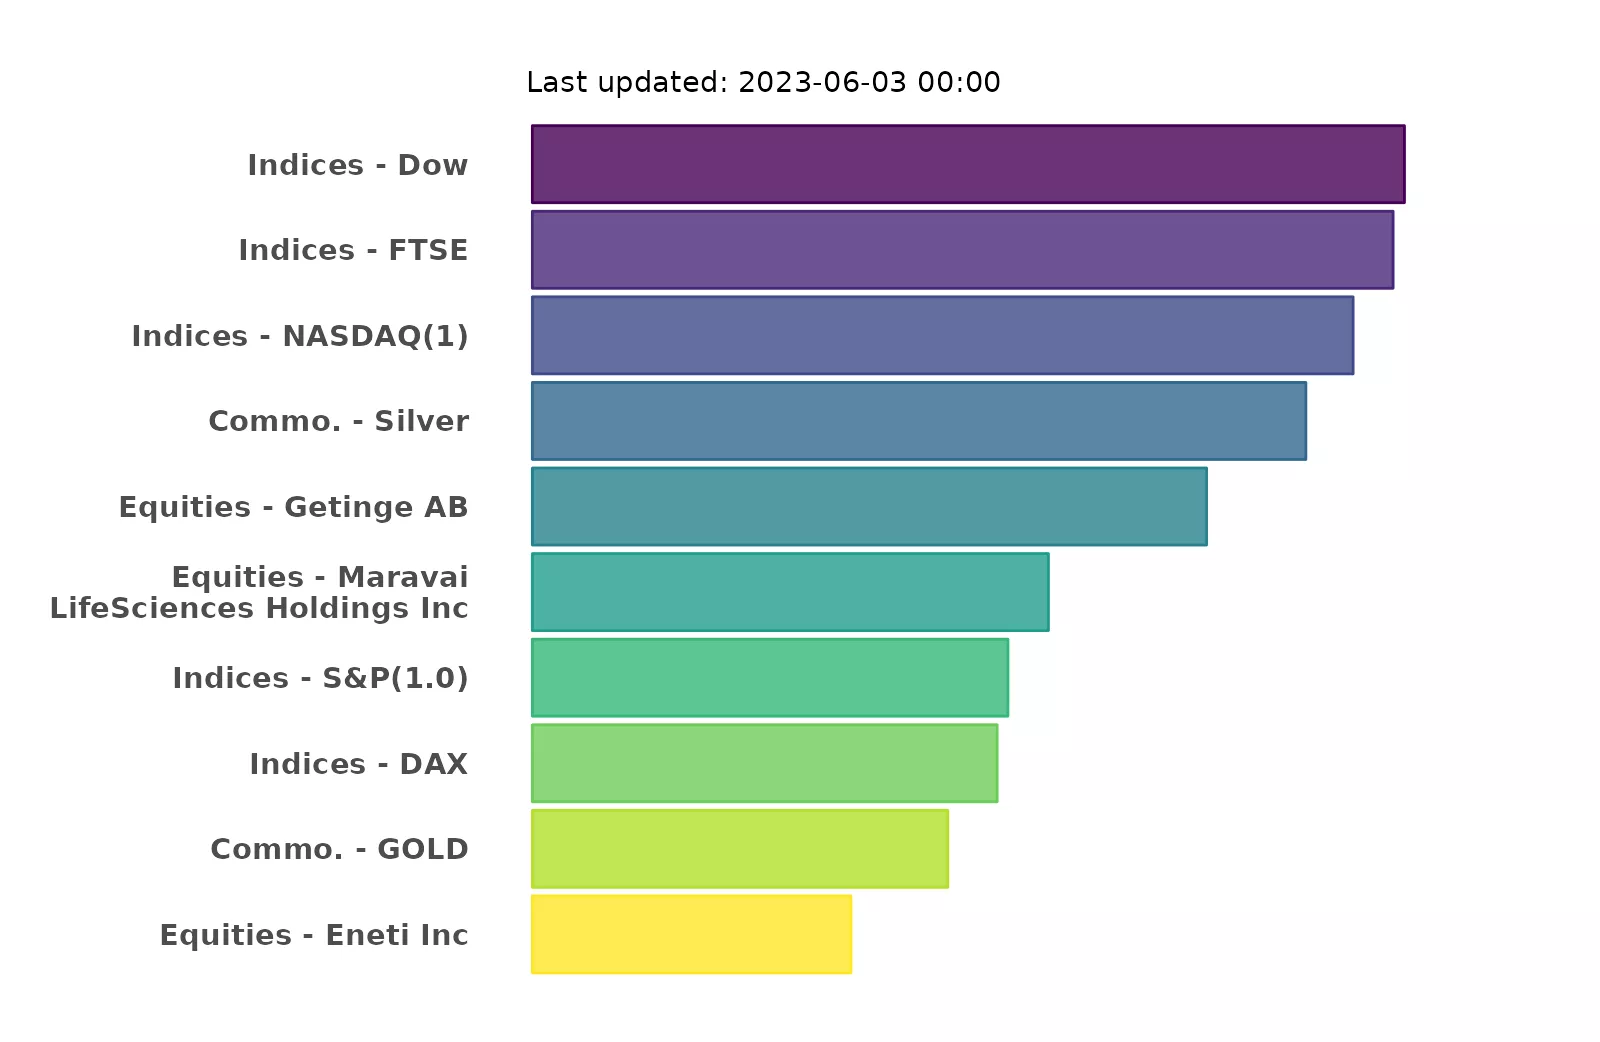 Last updated: 2023-06-03 00:00
Indices - Dow
Indices - FTSE
Indices - NASDAQ(1)
Commo. - Silver
Equities - Getinge AB
Equities - Maravai
LifeSciences Holdings Inc
Indices - S&P(1.0)
Indices - DAX
Commo. - GOLD
Equities - Eneti Inc